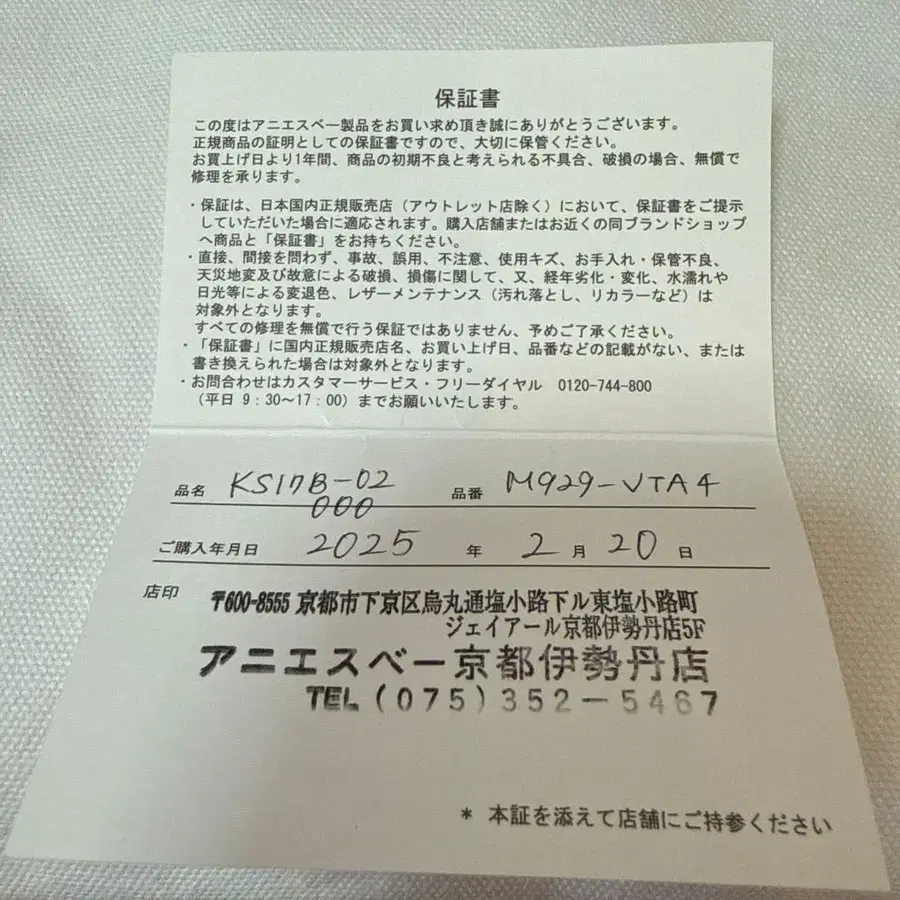 保証書
この度はアニエスベー製品をお買い求め頂き誠にありがとうございます。
正規商品の証明としての保証書ですので、大切に保管ください。
お買上げ日より1年間、商品の初期不良と考えられる不具合、破損の場合、無償で
修理を承ります。
・保証は、日本国内正規販売店（アウトレット店除く）において、保証書をご提示
していただいた場合に適応されます。購入店舗またはお近くの同ブランドショップ
へ商品と「保証書」をお持ちください。
・直接、間接を問わず、事故、誤用、不注意、使用キズ、お手入れ・保管不良、
天災地変及び故意による破損、損傷に関して、又、経年劣化・変化、水濡れや
日光等による変退色、レザーメンテナンス（汚れ落とし、リカラーなど）は
対象外となります。
すべての修理を無償で行う保証ではありません、予めご了承ください。
・「保証書」に国内正規販売店名、お買い上げ日、品番などの記載がない、または
書き換えられた場合は対象外となります。
・お問合わせはカスタマーサービス・フリーダイヤル 0120-744-800
（平日 9：30～17：00）までお願いいたします。
品名 KS17B-02 品番 M929-VTA4
000
ご購入年月日 2025 年 2 月 20 日
店印 〒600-8555 京都市下京区烏丸通塩小路下ル東塩小路町
ジェイアール京都伊勢丹店5F
アニエスベー京都伊勢丹店
TEL(075)352-5467
* 本証を添えて店舗にご持参ください